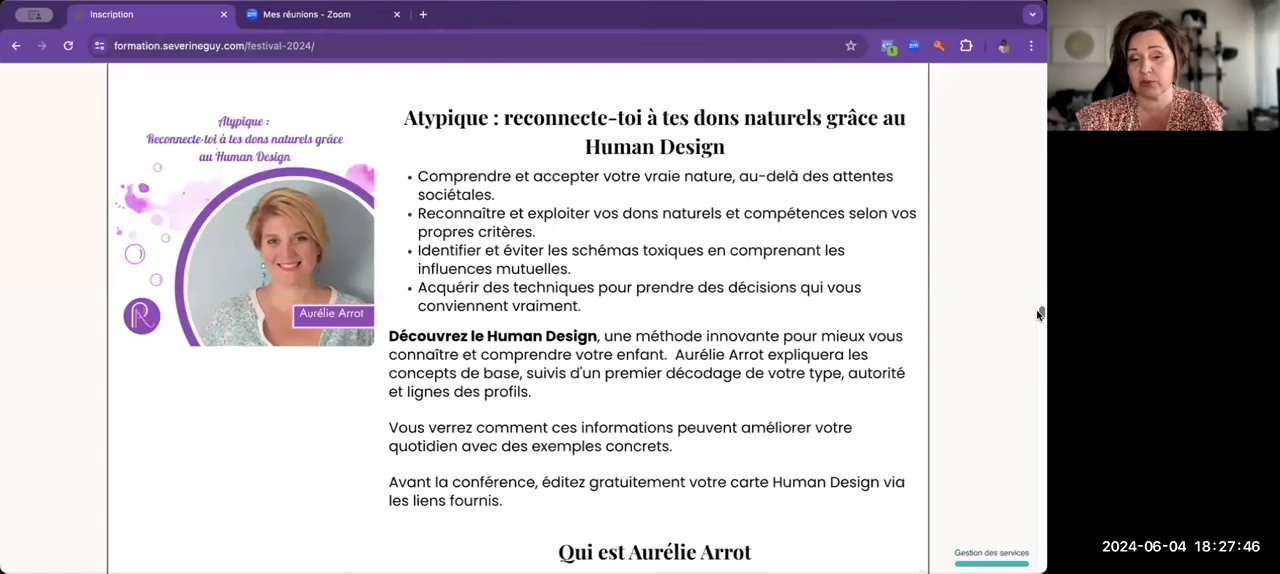 Inscription
Mes réunions - Zoom
formation.severineguy.com/festival-2024/
1
Atypique :
Reconnecte-toi à tes dons naturels grâce
au Human Design
R
Aurélie Arrot
Atypique : reconnecte-toi à tes dons naturels grâce au
Human Design
• Comprendre et accepter votre vraie nature, au-delà des attentes
sociétales.
• Reconnaître et exploiter vos dons naturels et compétences selon vos
propres critères.
• Identifier et éviter les schémas toxiques en comprenant les
influences mutuelles.
• Acquérir des techniques pour prendre des décisions qui vous
conviennent vraiment.
Découvrez le Human Design, une méthode innovante pour mieux vous
connaître et comprendre votre enfant. Aurélie Arrot expliquera les
concepts de base, suivis d'un premier décodage de votre type, autorité
et lignes des profils.
Vous verrez comment ces informations peuvent améliorer votre
quotidien avec des exemples concrets.
Avant la conférence, éditez gratuitement votre carte Human Design via
les liens fournis.
Qui est Aurélie Arrot
Gestion des services
2024-06-04 18:27:46